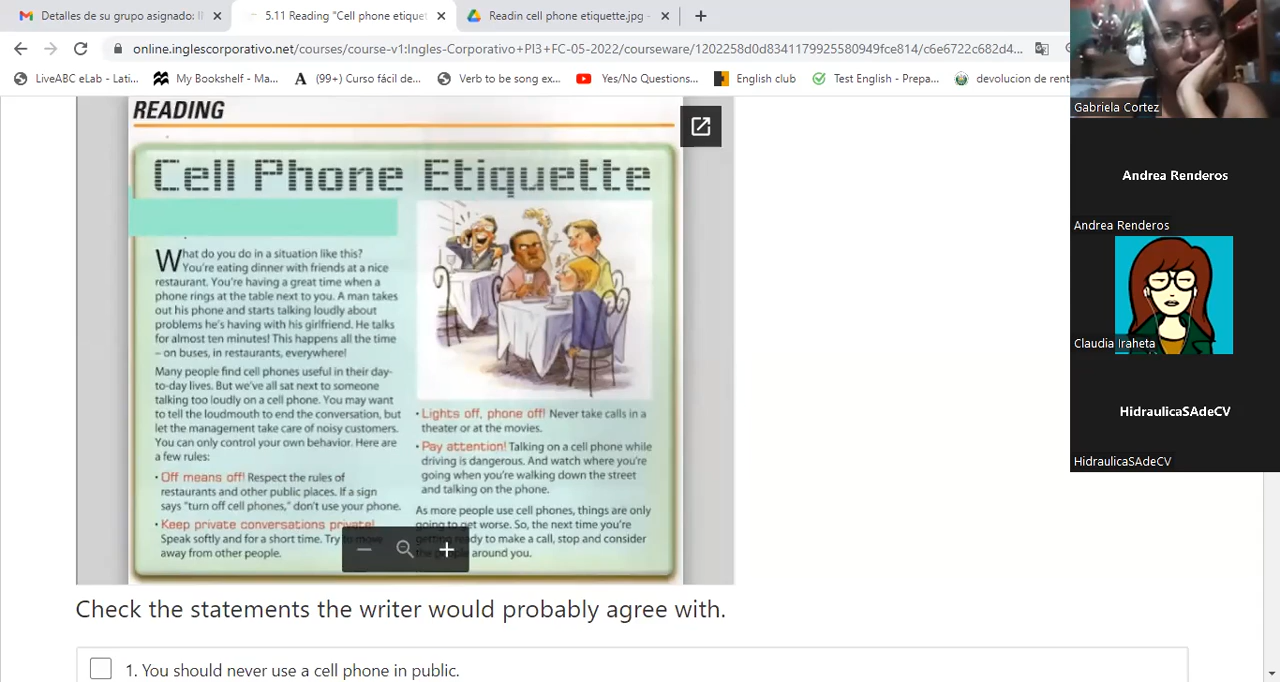 Detalles de su grupo asignado: Il
5.11 Reading "Cell phone etiquet
Readin cell phone etiquette.jpg -
online.inglescorporativo.net/courses/course-v1:Ingles-Corporativo+PI3+FC-05-2022/courseware/1202258d0d8341179925580949fce814/c6e6722c682d4...
LiveABC eLab - Lati...
My Bookshelf - Ma...
(99+) Curso fácil de...
Verb to be song ex...
Yes/No Questions...
English club
Test English - Prepa...
devolucion de rent
READING
Cell Phone Etiquette
What do you do in a situation like this?
You're eating dinner with friends at a nice
restaurant. You're having a great time when a
phone rings at the table next to you. A man takes
out his phone and starts talking loudly about
problems he's having with his girlfriend. He talks
for almost ten minutes! This happens all the time
– on buses, in restaurants, everywhere!
Many people find cell phones useful in their day-
to-day lives. But we've all sat next to someone
talking too loudly on a cell phone. You may want
to tell the loudmouth to end the conversation, but
let the management take care of noisy customers.
You can only control your own behavior. Here are
a few rules:
• Off means off! Respect the rules of
restaurants and other public places. If a sign
says "turn off cell phones," don't use your phone.
• Keep private conversations private!
Speak softly and for a short time. Try to move
away from other people.
• Lights off, phone off! Never take calls in a
theater or at the movies.
• Pay attention! Talking on a cell phone while
driving is dangerous. And watch where you're
going when you're walking down the street
and talking on the phone.
As more people use cell phones, things are only
going to get worse. So, the next time you're
getting ready to make a call, stop and consider
the people around you.
Check the statements the writer would probably agree with.
1. You should never use a cell phone in public.
Gabriela Cortez
Andrea Renderos
Andrea Renderos
Claudia Iraheta
HidraulicaSAdeCV
HidraulicaSAdeCV